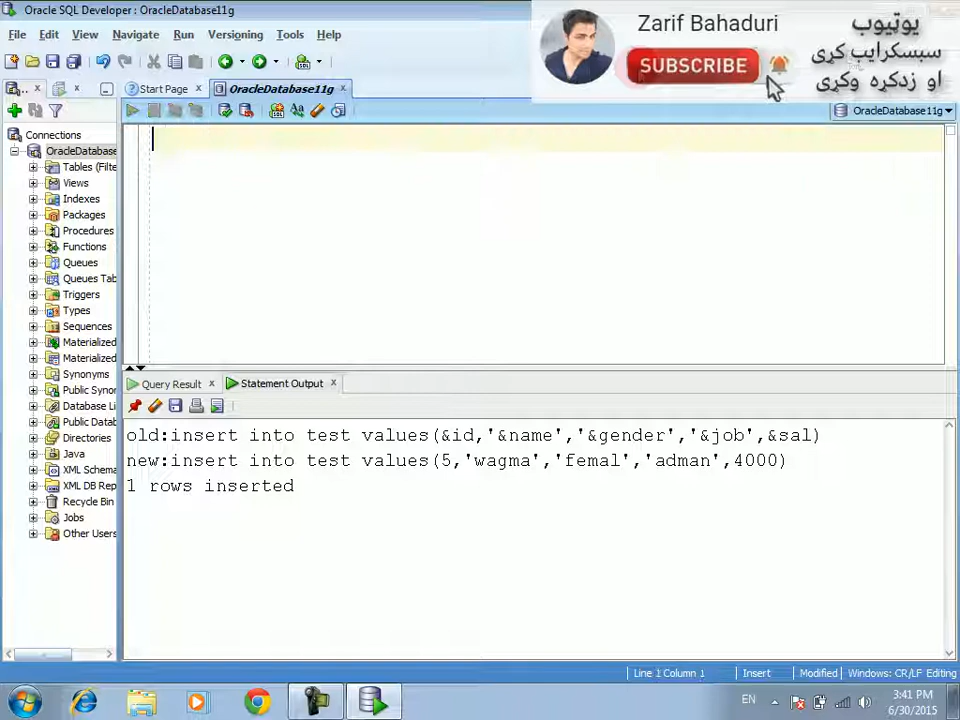 Oracle SQL Developer : OracleDatabase11g
Zarif Bahaduri
SUBSCRIBE
یوټیوب
سبسکرایب کړی
او زدکړه وکړی
File Edit View Navigate Run Versioning Tools Help
Start Page
OracleDatabase11g
OracleDatabase11g
Connections
OracleDatabase
Tables (Filte
Views
Indexes
Packages
Procedures
Functions
Queues
Queues Tab
Triggers
Types
Sequences
Materialized
Materialized
Synonyms
Public Syno
Database Li
Public Datab
Directories
Java
XML Schema
XML DB Rep
Recycle Bin
Jobs
Other Users
Query Result
Statement Output
old:insert into test values(&id,'&name','&gender','&job',&sal)
new:insert into test values(5,'wagma','femal','adman',4000)
1 rows inserted
Line 1 Column 1 Insert Modified Windows: CR/LF Editing
EN
3:41 PM
6/30/2015